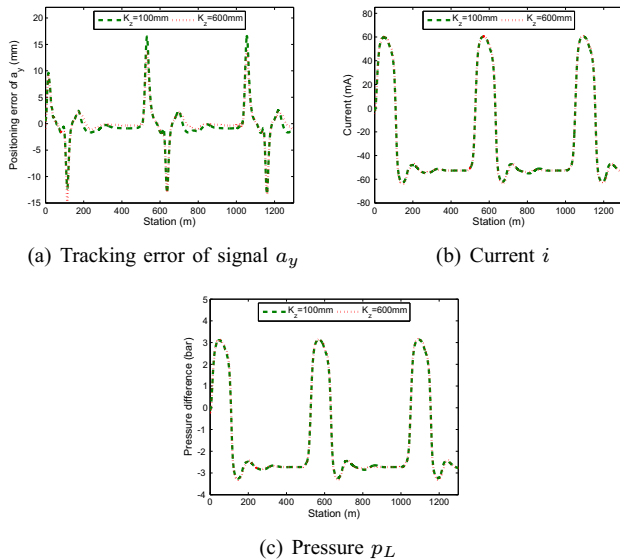 K_z=100mm K_z=600mm
Positioning error of a_y (mm)
20
15
10
5
0
-5
-10
-15
0 200 400 600 800 1000 1200
Station (m)
(a) Tracking error of signal a_y
K_z=100mm K_z=600mm
Current (mA)
80
60
40
20
0
-20
-40
-60
-80
0 200 400 600 800 1000 1200
Station (m)
(b) Current i
K_z=100mm K_z=600mm
Pressure difference (bar)
5
4
3
2
1
0
-1
-2
-3
-4
0 200 400 600 800 1000 1200
Station (m)
(c) Pressure p_L